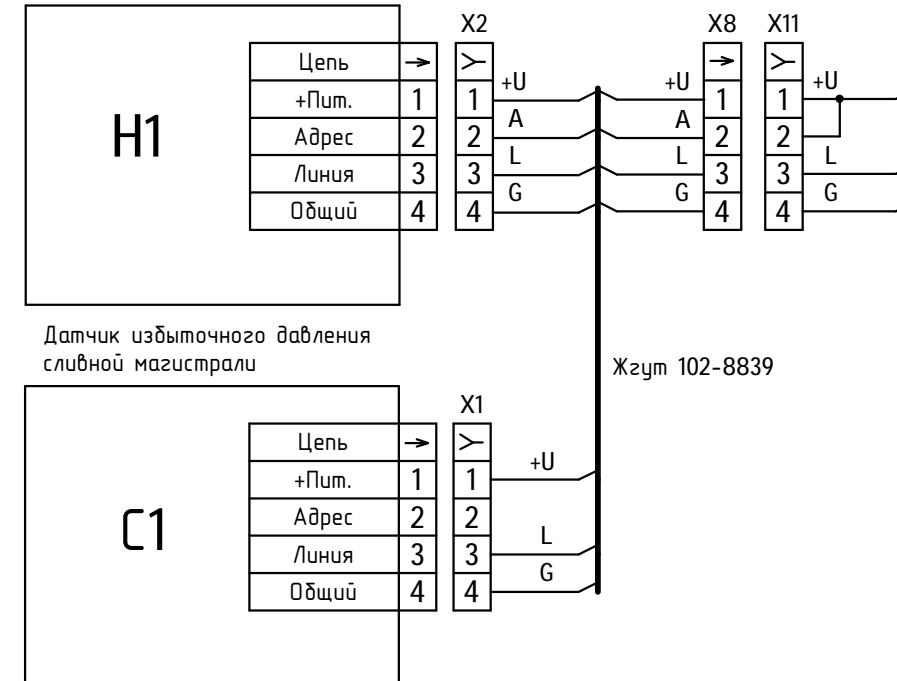 X2 X8 X11
H1
Цепь
+Пит. 1 1 +U +U 1 1 +U
Адрес 2 2 A A 2 2
Линия 3 3 L L 3 3 L
Общий 4 4 G G 4 4 G
Датчик избыточного давления
сливной магистрали
Жгут 102-8839
X1
C1
Цепь
+Пит. 1 1 +U
Адрес 2 2
Линия 3 3 L
Общий 4 4 G